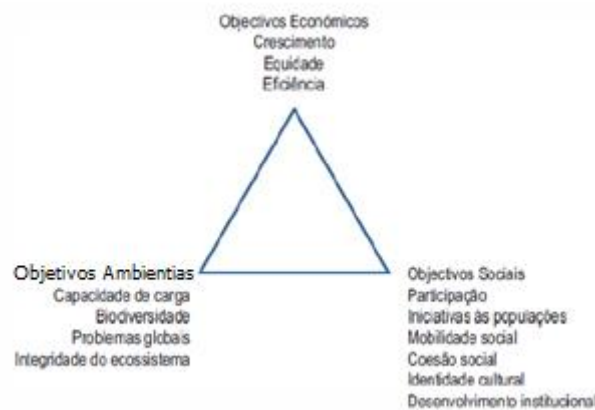 Objectivos Económicos
Crescimento
Equidade
Eficiência
Objetivos Ambientias
Capacidade de carga
Biodiversidade
Problemas globais
Integridade do ecossistema
Objectivos Sociais
Participação
Iniciativas às populações
Mobilidade social
Coesão social
Identidade cultural
Desenvolvimento institucional